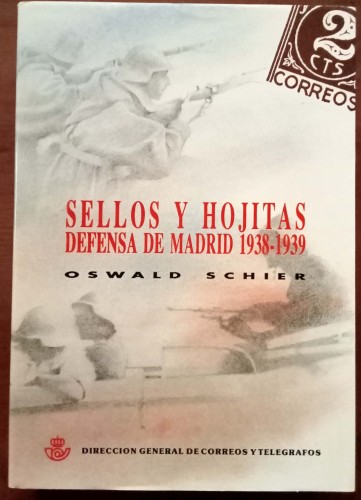 2
CTS
CORREOS
SELLOS Y HOJITAS
DEFENSA DE MADRID 1938-1939
OSWALD SCHIER
DIRECCION GENERAL DE CORREOS Y TELEGRAFOS